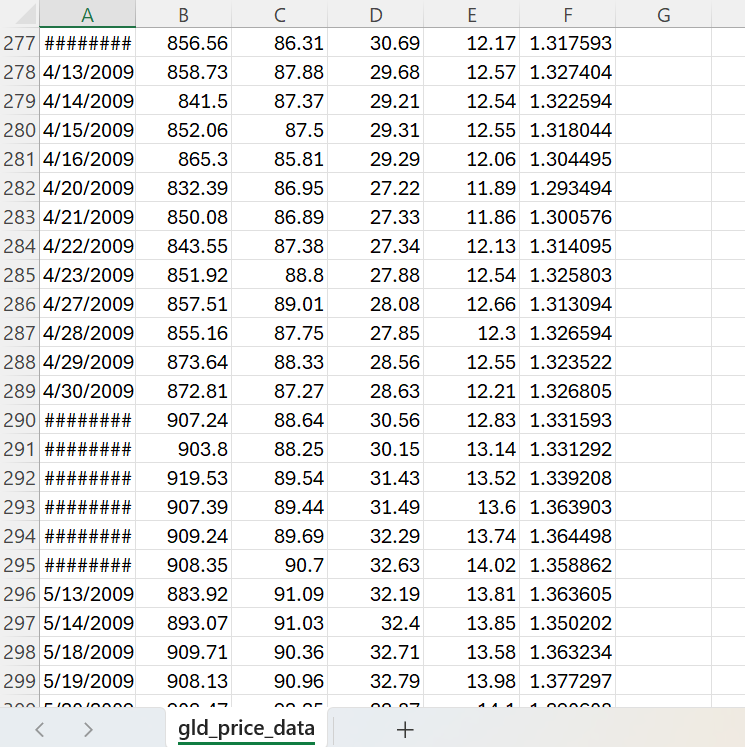 A B C D E F G
277 ######## 856.56 86.31 30.69 12.17 1.317593
278 4/13/2009 858.73 87.88 29.68 12.57 1.327404
279 4/14/2009 841.5 87.37 29.21 12.54 1.322594
280 4/15/2009 852.06 87.5 29.31 12.55 1.318044
281 4/16/2009 865.3 85.81 29.29 12.06 1.304495
282 4/20/2009 832.39 86.95 27.22 11.89 1.293494
283 4/21/2009 850.08 86.89 27.33 11.86 1.300576
284 4/22/2009 843.55 87.38 27.34 12.13 1.314095
285 4/23/2009 851.92 88.8 27.88 12.54 1.325803
286 4/27/2009 857.51 89.01 28.08 12.66 1.313094
287 4/28/2009 855.16 87.75 27.85 12.3 1.326594
288 4/29/2009 873.64 88.33 28.56 12.55 1.323522
289 4/30/2009 872.81 87.27 28.63 12.21 1.326805
290 ######## 907.24 88.64 30.56 12.83 1.331593
291 ######## 903.8 88.25 30.15 13.14 1.331292
292 ######## 919.53 89.54 31.43 13.52 1.339208
293 ######## 907.39 89.44 31.49 13.6 1.363903
294 ######## 909.24 89.69 32.29 13.74 1.364498
295 ######## 908.35 90.7 32.63 14.02 1.358862
296 5/13/2009 883.92 91.09 32.19 13.81 1.363605
297 5/14/2009 893.07 91.03 32.4 13.85 1.350202
298 5/18/2009 909.71 90.36 32.71 13.58 1.363234
299 5/19/2009 908.13 90.96 32.79 13.98 1.377297
gld_price_data